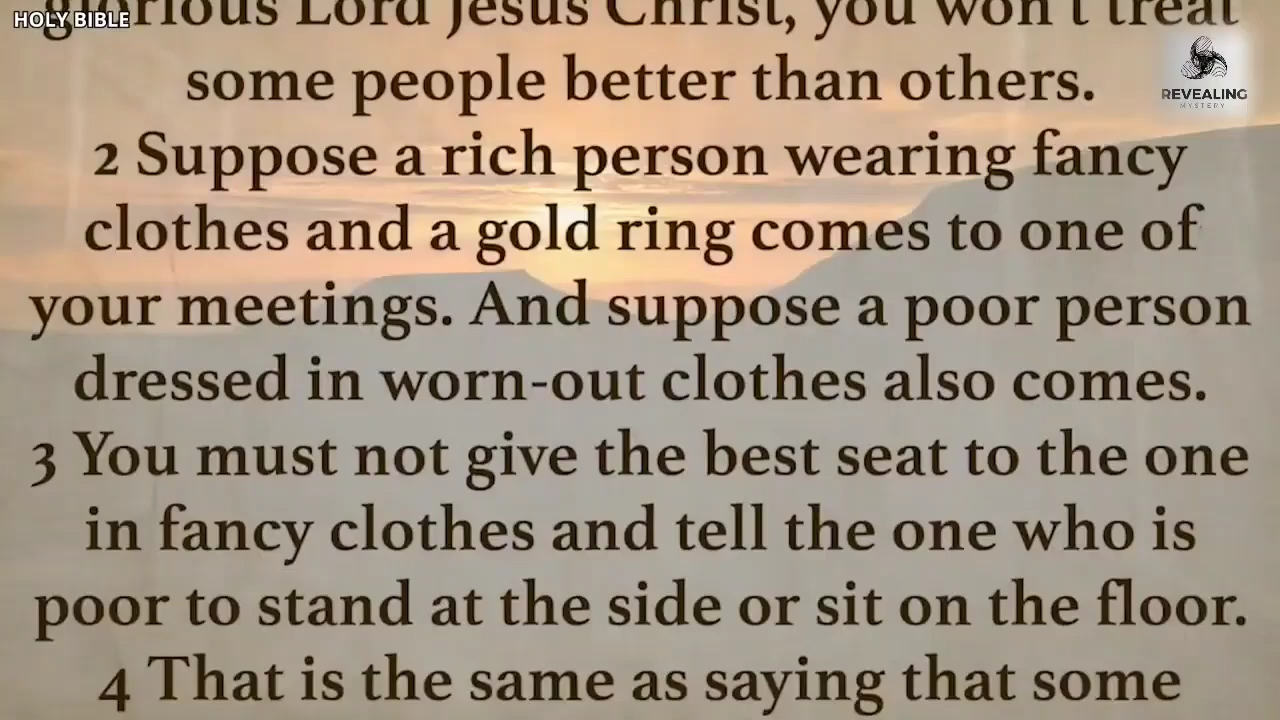 HOLY BIBLE
glorious Lord Jesus Christ, you won't treat
some people better than others.
REVEALING
MYSTERY
2 Suppose a rich person wearing fancy
clothes and a gold ring comes to one of
your meetings. And suppose a poor person
dressed in worn-out clothes also comes.
3 You must not give the best seat to the one
in fancy clothes and tell the one who is
poor to stand at the side or sit on the floor.
4 That is the same as saying that some